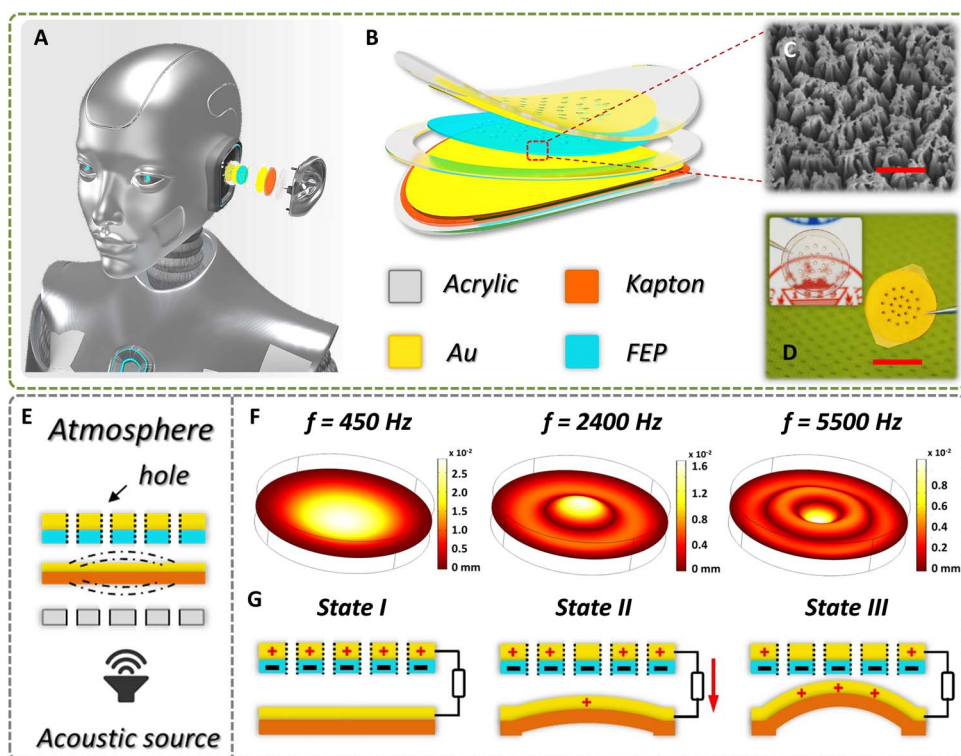 A
B
C
Acrylic
Kapton
Au
FEP
D
E
Atmosphere
hole
Acoustic source
F
f = 450 Hz
f = 2400 Hz
f = 5500 Hz
x 10⁻²
2.5
2.0
1.5
1.0
0.5
0 mm
x 10⁻²
1.6
1.2
0.8
0.4
0 mm
x 10⁻²
0.8
0.6
0.4
0.2
0 mm
G
State I
State II
State III
+ + + + +
- - - - -
+ + + +
- - - - -
+
+ +
- - - - -
+ + +